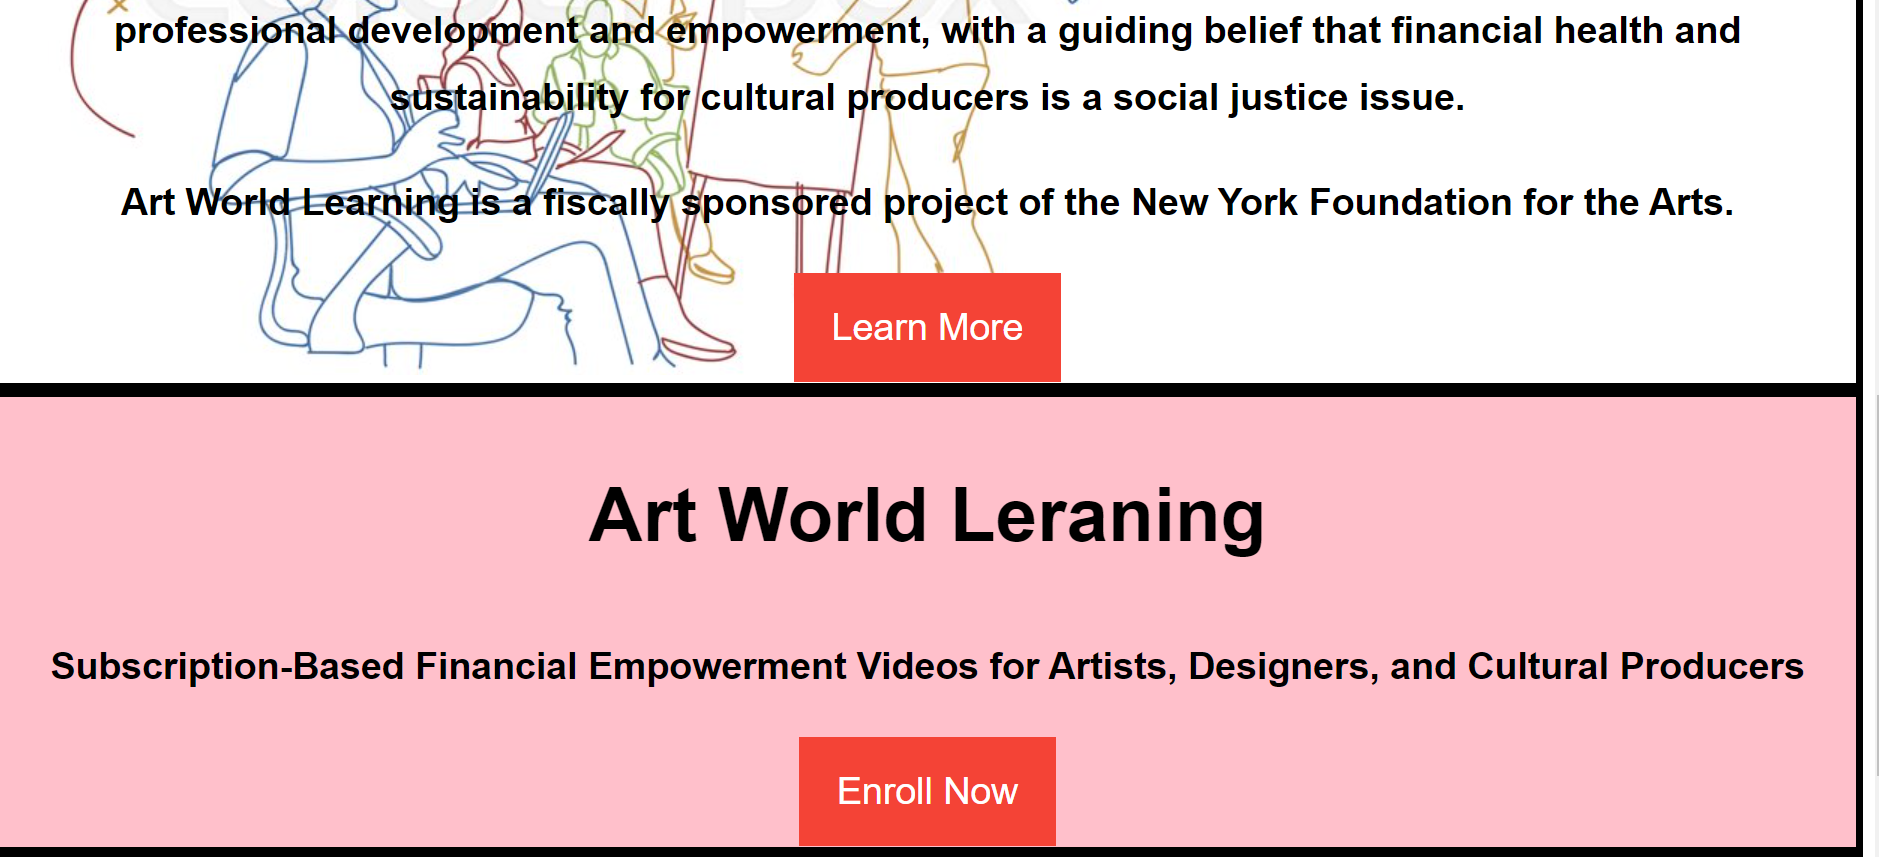 professional development and empowerment, with a guiding belief that financial health and
sustainability for cultural producers is a social justice issue.
Art World Learning is a fiscally sponsored project of the New York Foundation for the Arts.
Learn More
Art World Leraning
Subscription-Based Financial Empowerment Videos for Artists, Designers, and Cultural Producers
Enroll Now